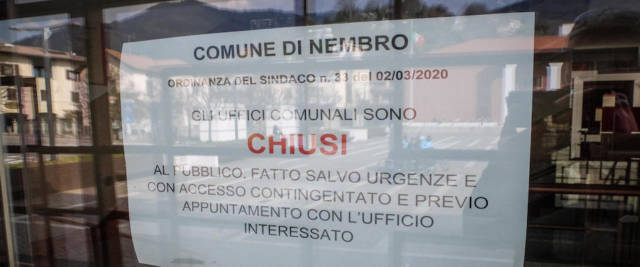 COMUNE DI NEMBRO
ORDINANZA DEL SINDACO n. 33 del 02/03/2020
GLI UFFICI COMUNALI SONO
CHIUSI
AL PUBBLICO, FATTO SALVO URGENZE E
CON ACCESSO CONTINGENTATO E PREVIO
APPUNTAMENTO CON L'UFFICIO
INTERESSATO